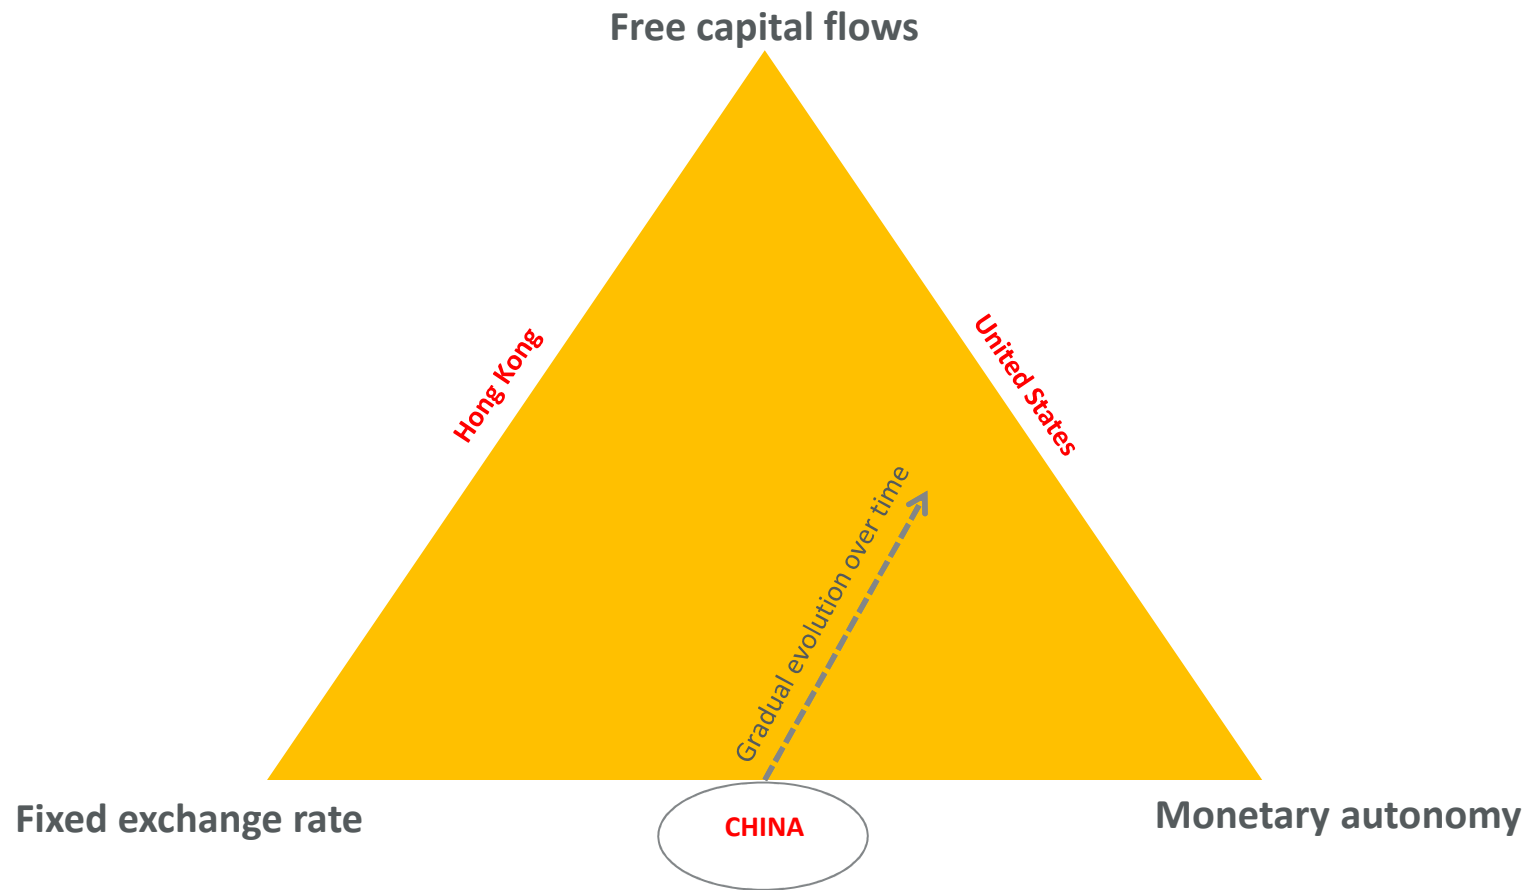 Free capital flows
Hong Kong
United States
Gradual evolution over time
Fixed exchange rate
CHINA
Monetary autonomy